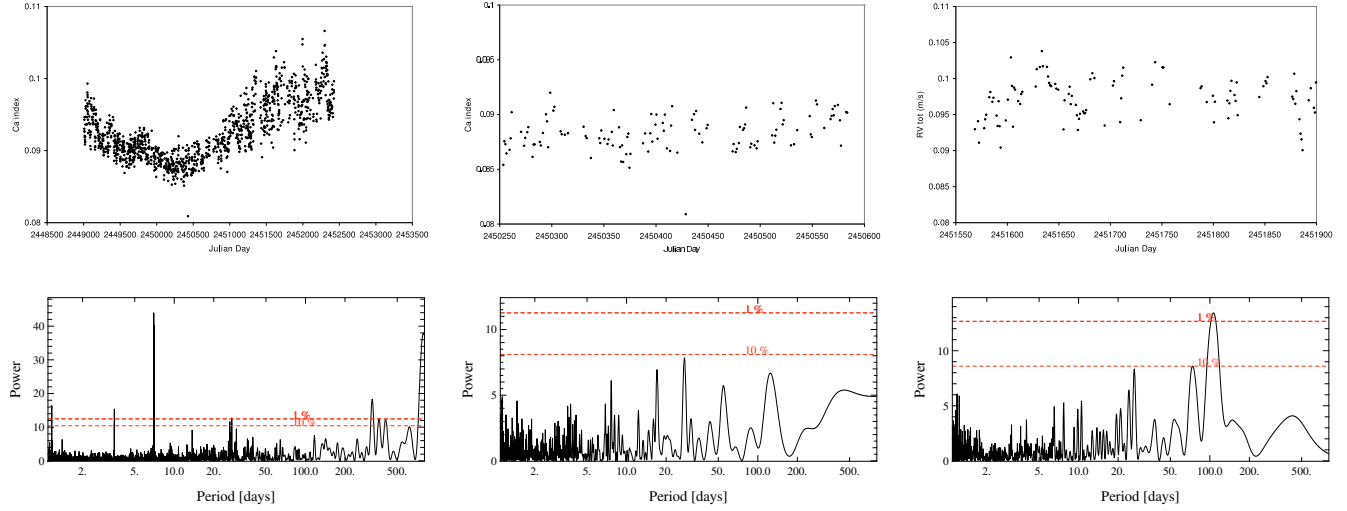 0.11
0.1
0.09
0.08
Ca index
2448500 2449000 2449500 2450000 2450500 2451000 2451500 2452000 2452500 2453000 2453500
Julian Day
0.1
0.095
0.09
0.085
0.08
Ca index
2450250 2450300 2450350 2450400 2450450 2450500 2450550 2450600
Julian Day
0.11
0.105
0.1
0.095
0.09
0.085
0.08
RV tot (m/s)
2451550 2451600 2451650 2451700 2451750 2451800 2451850 2451900
Julian Day
40
30
20
10
0
Power
1 %
10 %
2. 5. 10.0 20. 50. 100.0 200. 500.
Period [days]
10
5
0
Power
1 %
10 %
2. 5. 10.0 20. 50. 100.0 200. 500.
Period [days]
10
5
0
Power
1 %
10 %
2. 5. 10.0 20. 50. 100.0 200. 500.
Period [days]